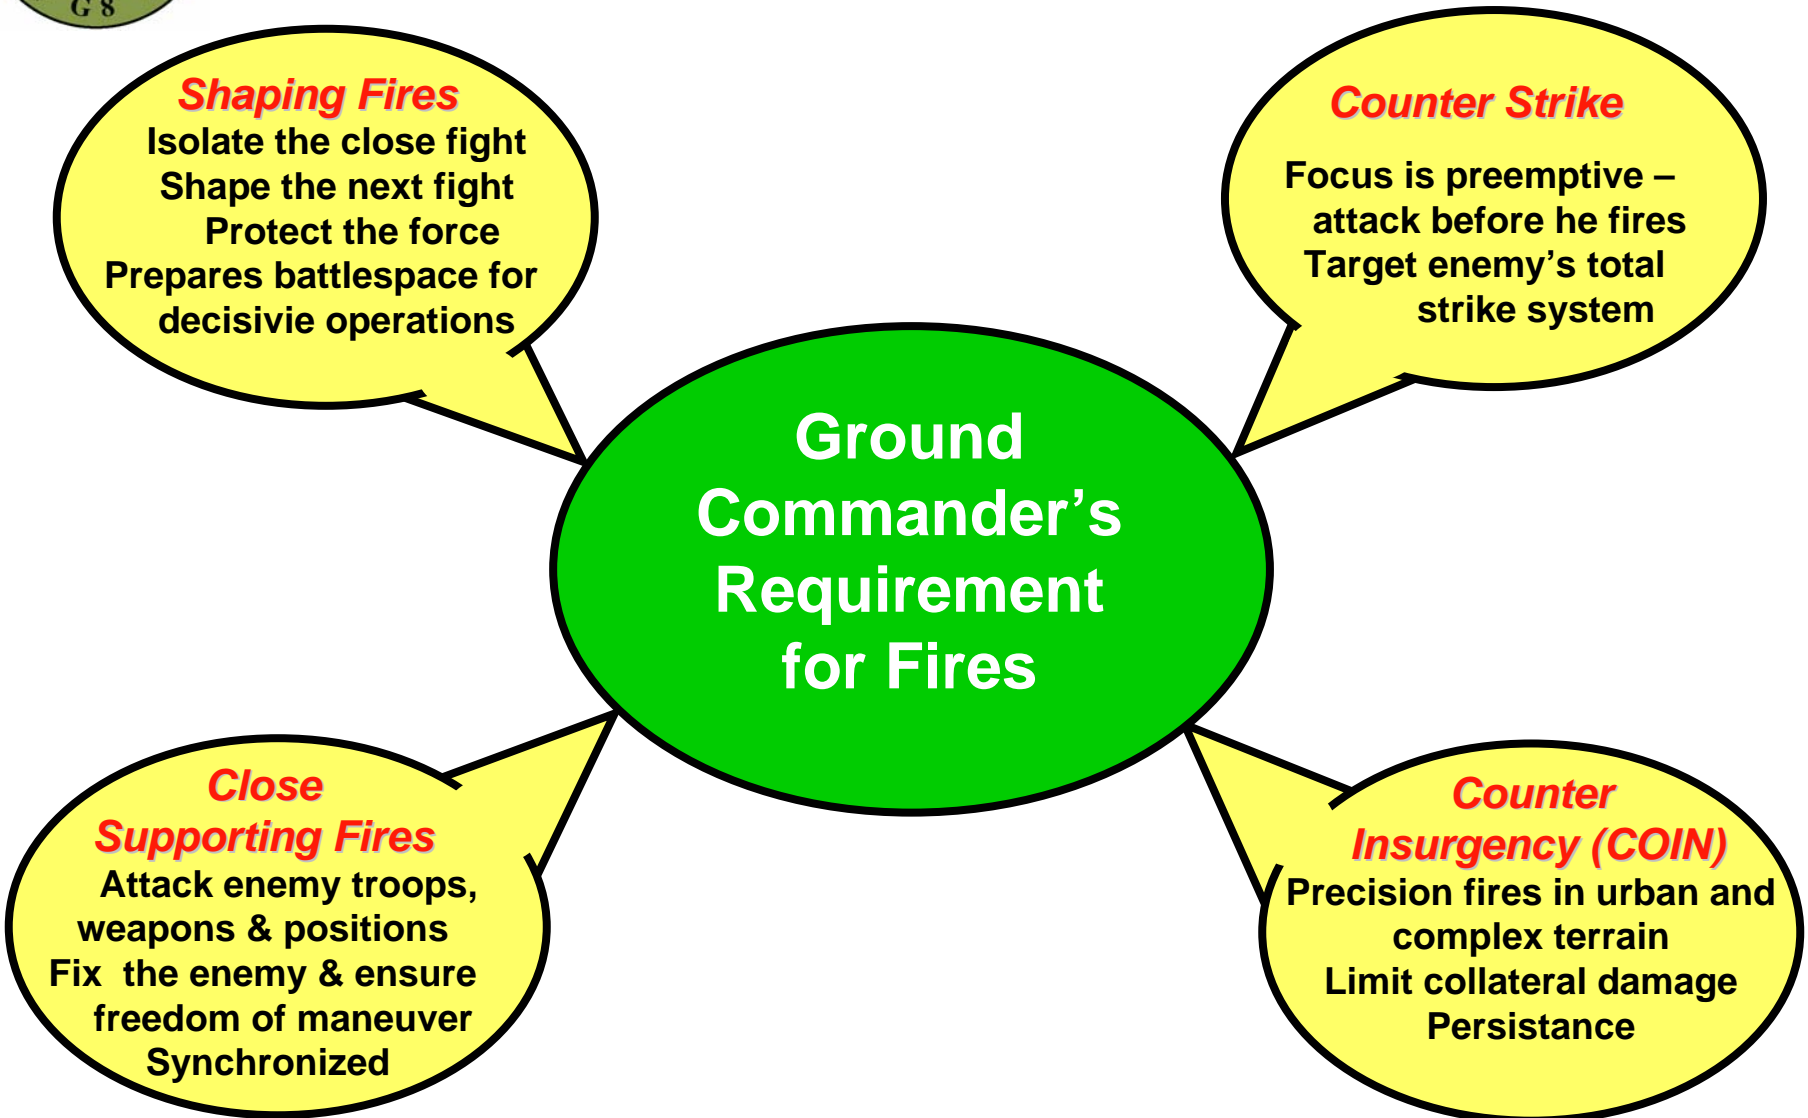 G 8
Shaping Fires
Isolate the close fight
Shape the next fight
Protect the force
Prepares battlespace for
decisivie operations
Counter Strike
Focus is preemptive –
attack before he fires
Target enemy’s total
strike system
Ground
Commander’s
Requirement
for Fires
Close
Supporting Fires
Attack enemy troops,
weapons & positions
Fix the enemy & ensure
freedom of maneuver
Synchronized
Counter
Insurgency (COIN)
Precision fires in urban and
complex terrain
Limit collateral damage
Persistance